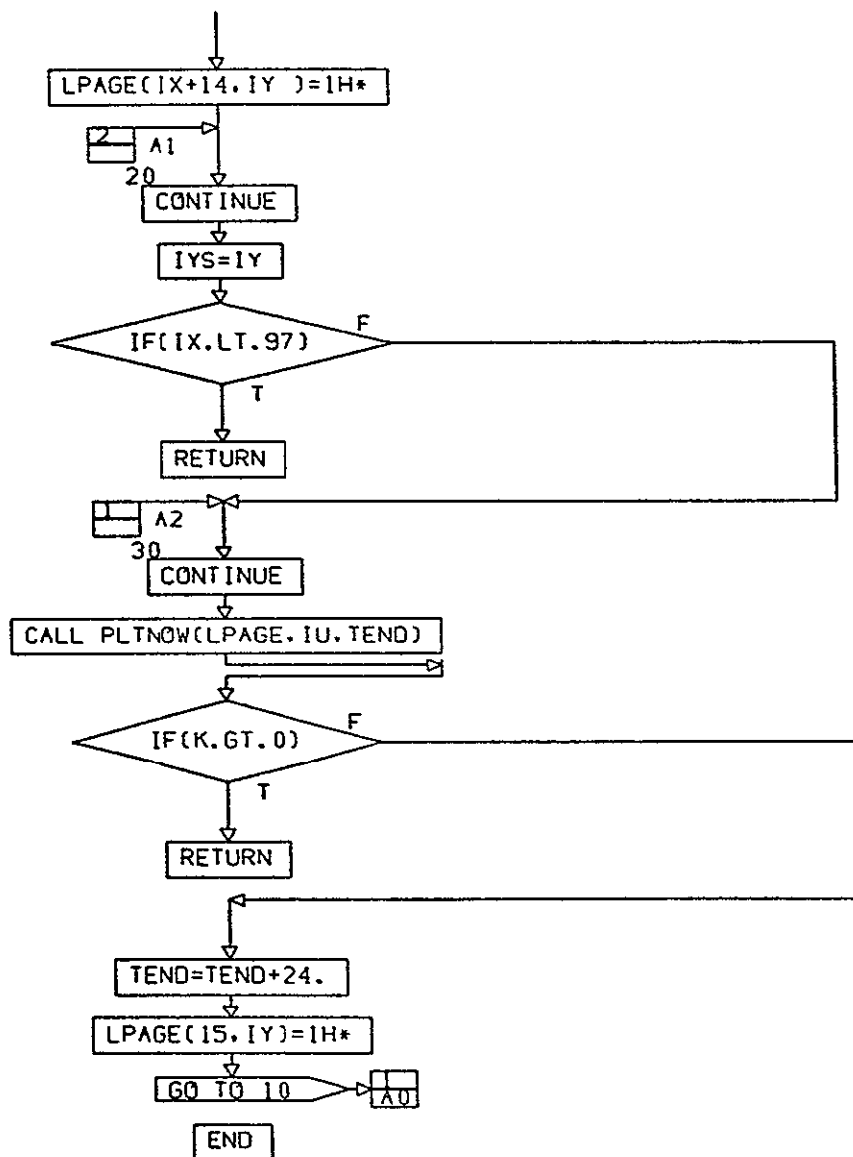 LPAGE(IX+14.IY )=1H*
2
A1
20
CONTINUE
IYS=IY
F
IF(IX.LT.97)
T
RETURN
1
A2
30
CONTINUE
CALL PLTNOW(LPAGE.IU.TEND)
F
IF(K.GT.0)
T
RETURN
TEND=TEND+24.
LPAGE(15.IY)=1H*
GO TO 10
1
A0
END